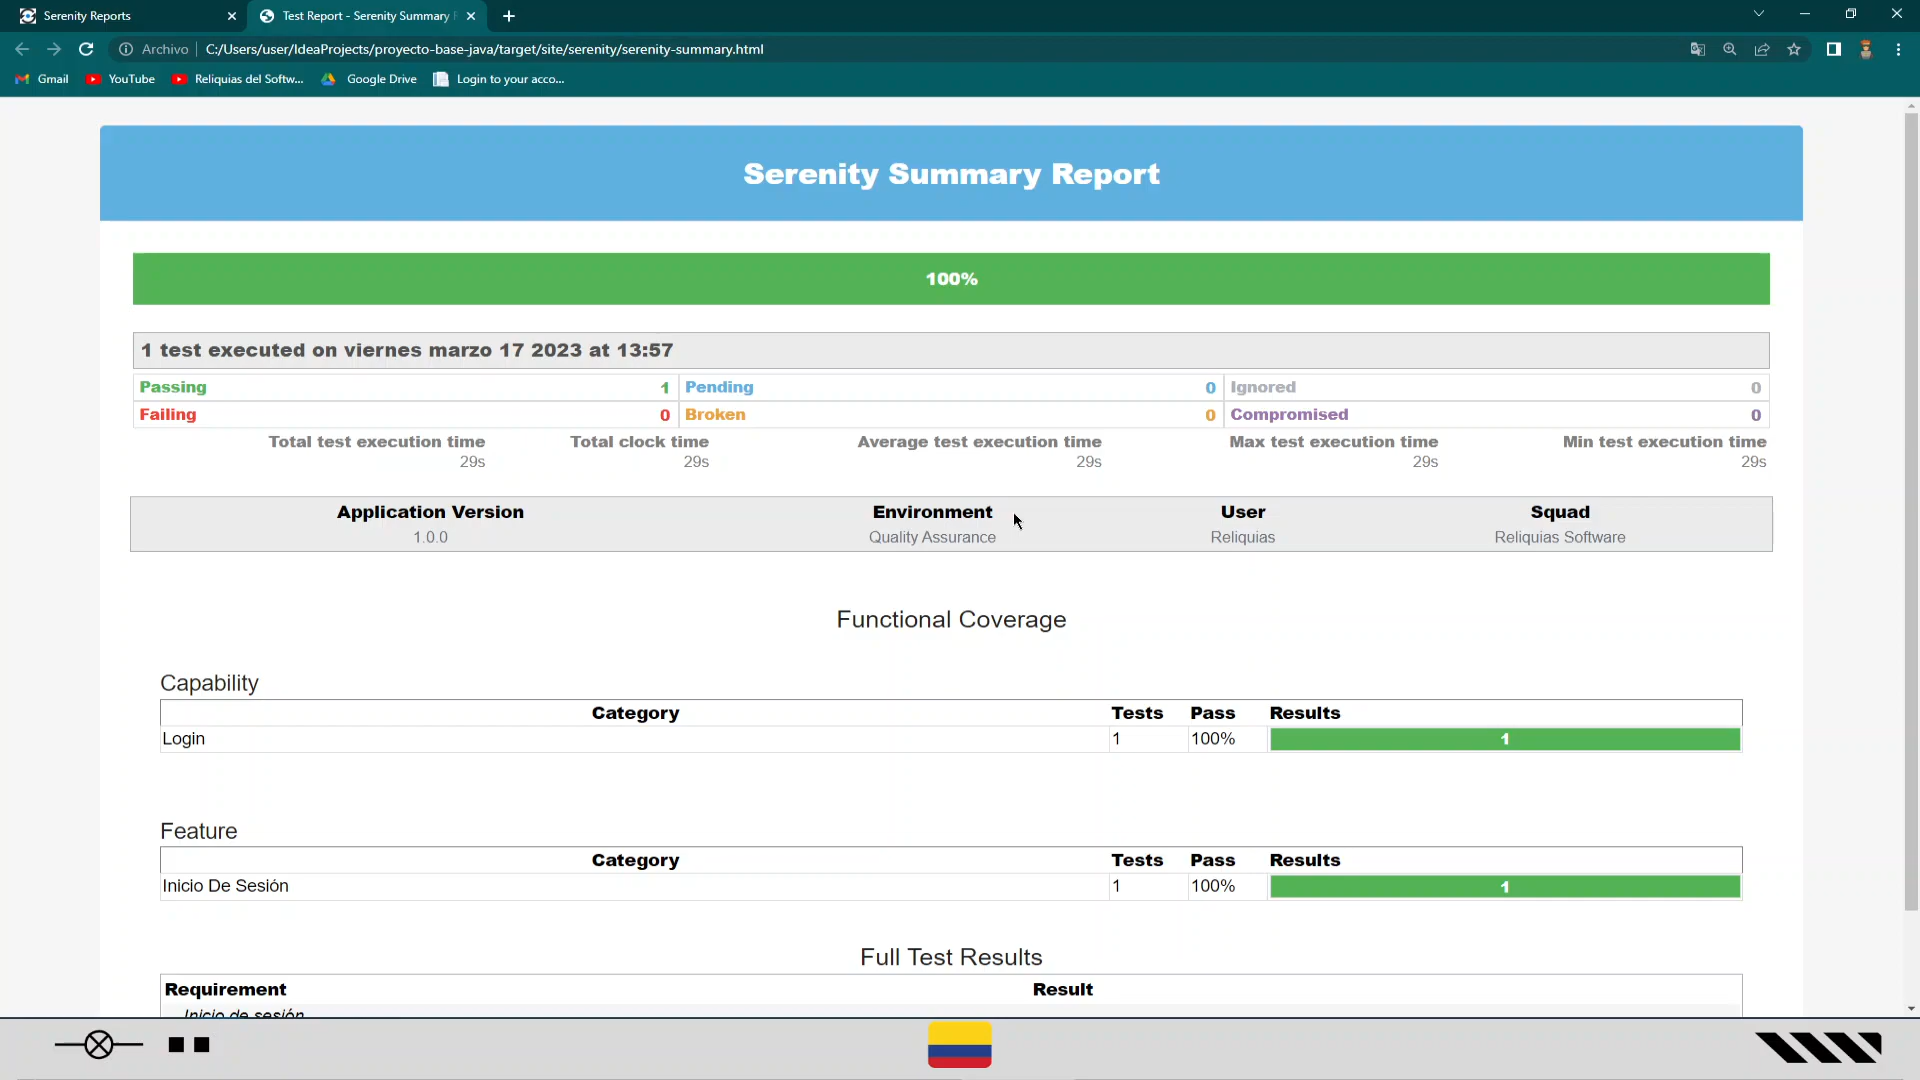 Serenity Reports
Test Report - Serenity Summary
Archivo
C:/Users/user/IdeaProjects/proyecto-base-java/target/site/serenity/serenity-summary.html
Gmail
YouTube
Reliquias del Softw...
Google Drive
Login to your acco...
Serenity Summary Report
100%
1 test executed on viernes marzo 17 2023 at 13:57
Passing 1 Pending 0 Ignored 0
Failing 0 Broken 0 Compromised 0
Total test execution time Total clock time Average test execution time Max test execution time Min test execution time
29s 29s 29s 29s 29s
Application Version Environment User Squad
1.0.0 Quality Assurance Reliquias Reliquias Software
Functional Coverage
Capability
Category Tests Pass Results
Login 1 100% 1
Feature
Category Tests Pass Results
Inicio De Sesión 1 100% 1
Full Test Results
Requirement Result
Inicio de sesión